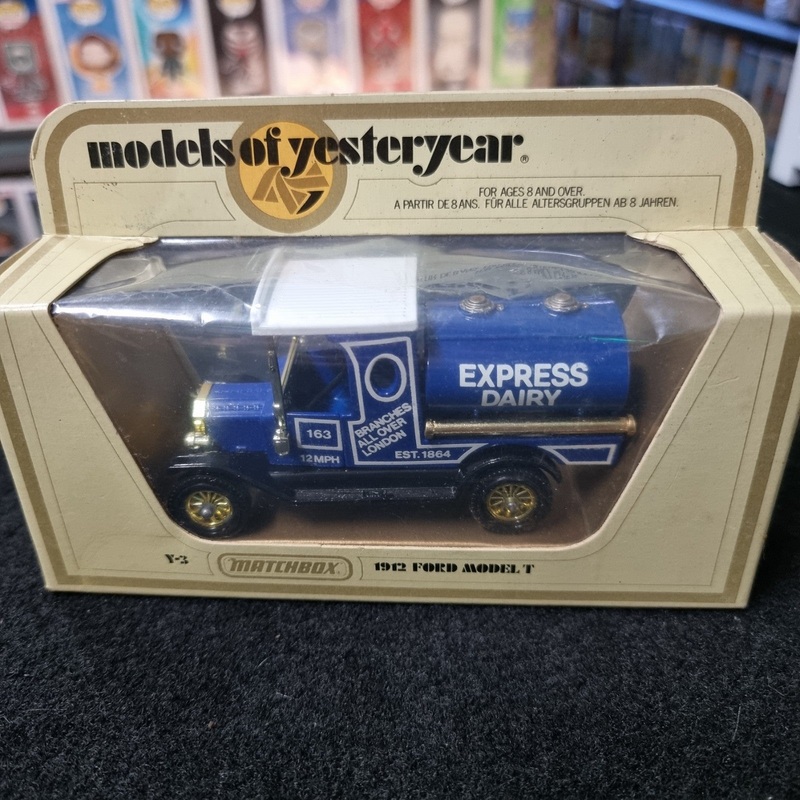 models of yesteryear®
FOR AGES 8 AND OVER.
A PARTIR DE 8 ANS. FÜR ALLE ALTERSGRUPPEN AB 8 JAHREN.
EXPRESS
DAIRY
163
12 MPH
BRANCHES
ALL OVER
LONDON
EST. 1864
Y-3
MATCHBOX
1912 FORD MODEL T